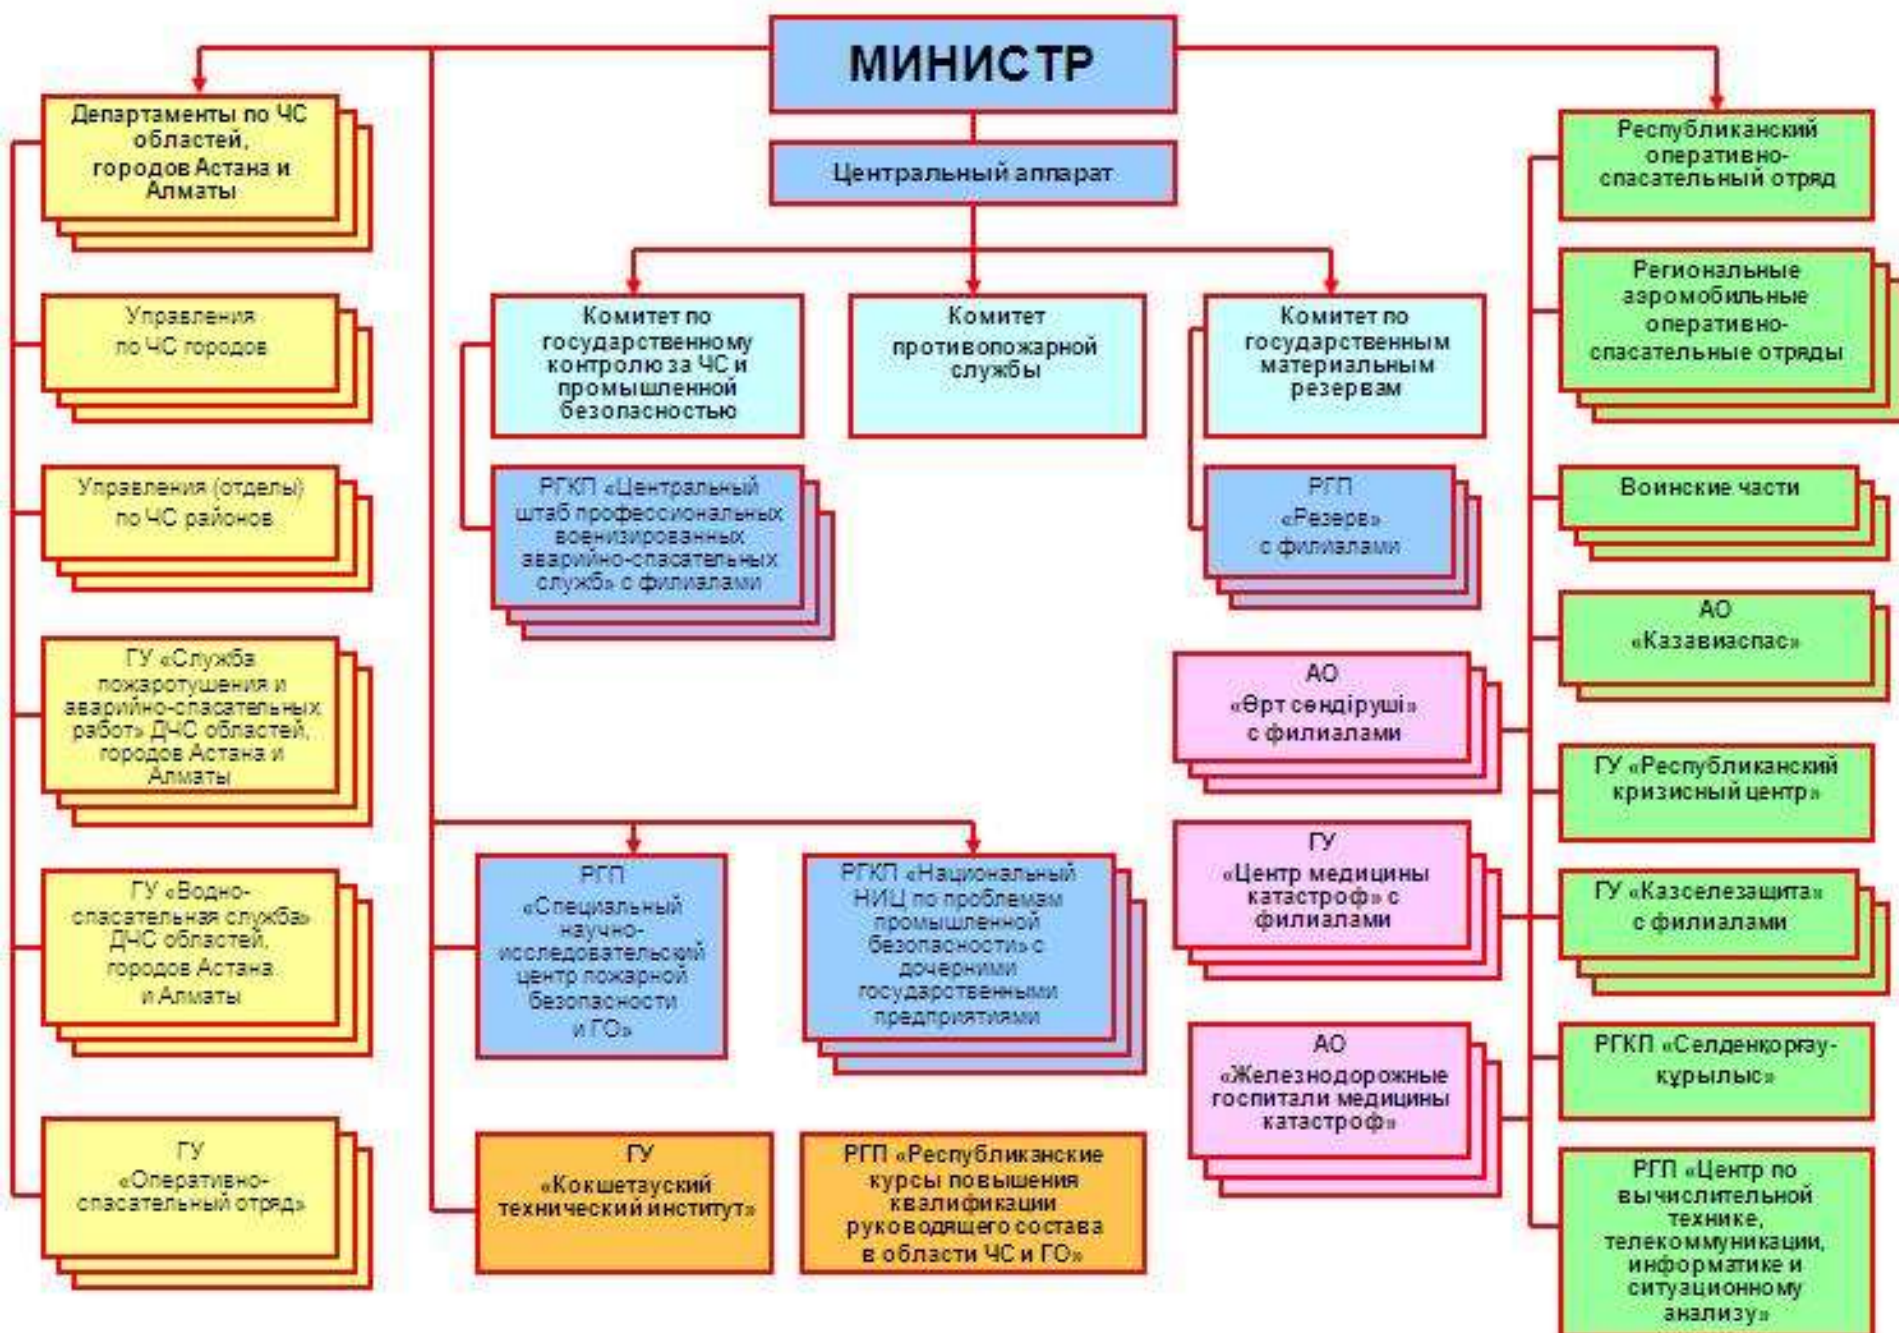 МИНИСТР
Центральный аппарат
Департаменты по ЧС
областей,
городов Астана и
Алматы
Управления
по ЧС городов
Управления (отделы)
по ЧС районов
ГУ «Служба
пожаротушения и
аварийно-спасательных
работ» ДЧС областей,
городов Астана и
Алматы
ГУ «Водно-
спасательная служба»
ДЧС областей,
городов Астана
и Алматы
ГУ
«Оперативно-
спасательный отряд»
Комитет по
государственному
контролю за ЧС и
промышленной
безопасностью
Комитет
противопожарной
службы
Комитет по
государственным
материальным
резервам
РГКП «Центральный
штаб профессиональных
военизированных
аварийно-спасательных
служб» с филиалами
РГП
«Резерв»
с филиалами
РГП
«Специальный
научно-
исследовательский
центр пожарной
безопасности
и ГО»
РГКП «Национальный
НИЦ по проблемам
промышленной
безопасности» с
дочерними
государственными
предприятиями
ГУ
«Кокшетауский
технический институт»
РГП «Республиканские
курсы повышения
квалификации
руководящего состава
в области ЧС и ГО»
АО
«Өрт сөндіруші»
с филиалами
ГУ
«Центр медицины
катастроф» с
филиалами
АО
«Железнодорожные
госпитали медицины
катастроф»
Республиканский
оперативно-
спасательный отряд
Региональные
аэромобильные
оперативно-
спасательные отряды
Воинские части
АО
«Казавиаспас»
ГУ «Республиканский
кризисный центр»
ГУ «Казселезащита»
с филиалами
РГКП «Селденқорғау-
құрылыс»
РГП «Центр по
вычислительной
технике,
телекоммуникации,
информатике и
ситуационному
анализу»